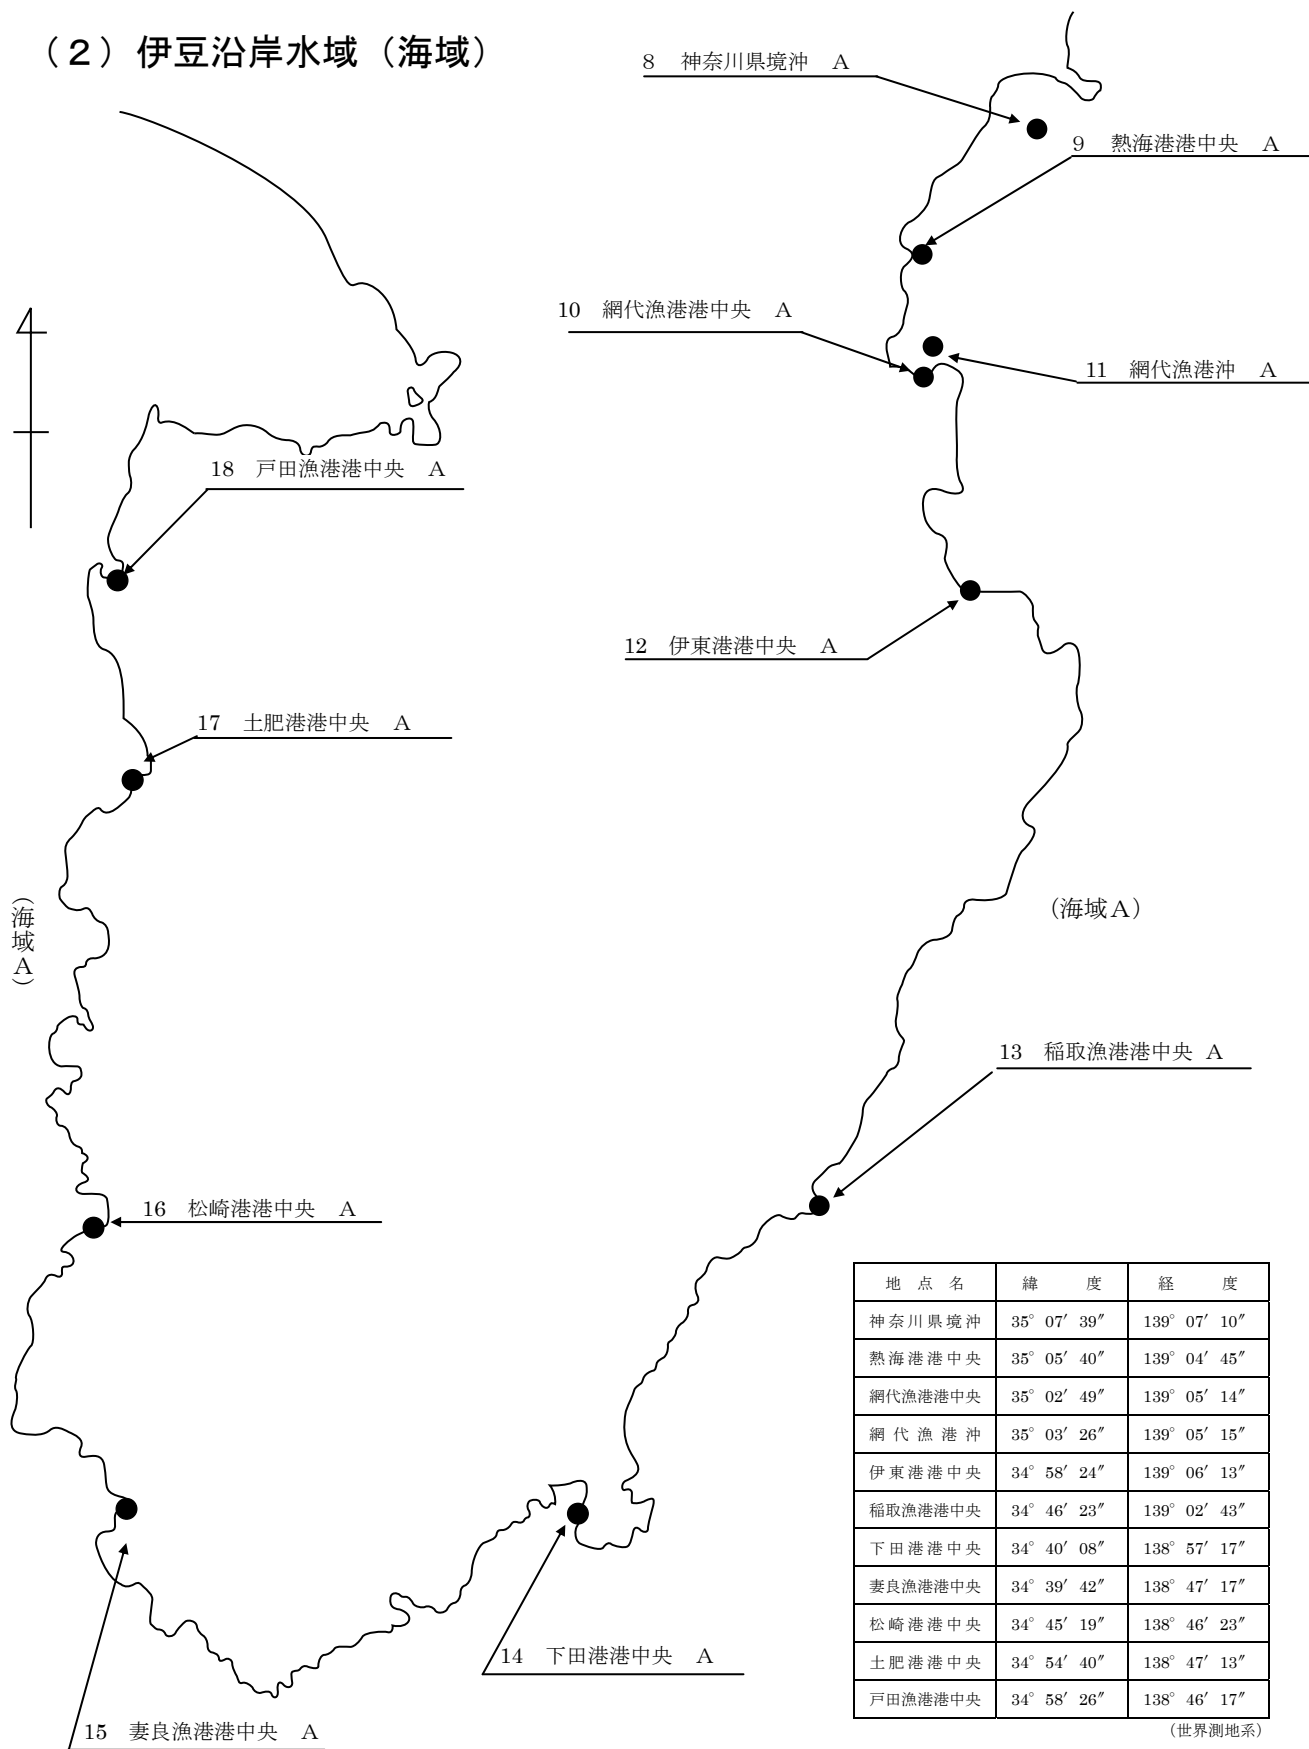 （２）伊豆沿岸水域（海域）
8　神奈川県境沖　A
9　熱海港港中央　A
10　網代漁港港中央　A
11　網代漁港沖　A
18　戸田漁港港中央　A
12　伊東港港中央　A
17　土肥港港中央　A
（海域A）
（海域A）
13　稲取漁港港中央 A
16　松崎港港中央　A
14　下田港港中央　A
15　妻良漁港港中央　A
地点名　緯度　経度
神奈川県境沖　35°07′39″　139°07′10″
熱海港港中央　35°05′40″　139°04′45″
網代漁港港中央　35°02′49″　139°05′14″
網代漁港沖　35°03′26″　139°05′15″
伊東港港中央　34°58′24″　139°06′13″
稲取漁港港中央　34°46′23″　139°02′43″
下田港港中央　34°40′08″　138°57′17″
妻良漁港港中央　34°39′42″　138°47′17″
松崎港港中央　34°45′19″　138°46′23″
土肥港港中央　34°54′40″　138°47′13″
戸田漁港港中央　34°58′26″　138°46′17″
（世界測地系）